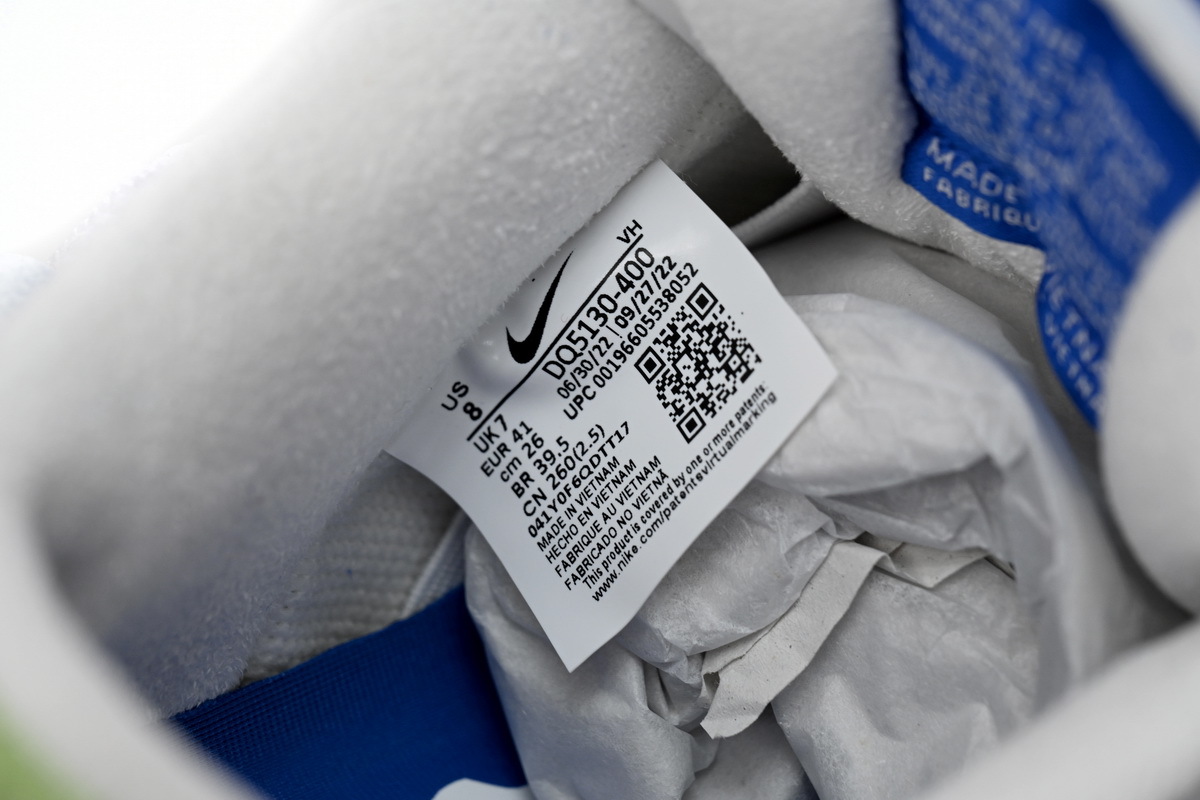 VH
US
8
DQ5130-400
06/30/22 | 09/27/22
UPC 00196605538052
UK 7
EUR 41
cm 26
BR 39.5
CN 260(2.5)
041Y0F6QDTT17
MADE IN VIETNAM
HECHO EN VIETNAM
FABRIQUE AU VIETNAM
FABRICADO NO VIETNÃ
This product is covered by one or more patents:
www.nike.com/patentsvirtualmarking
MADE
FABRIQU